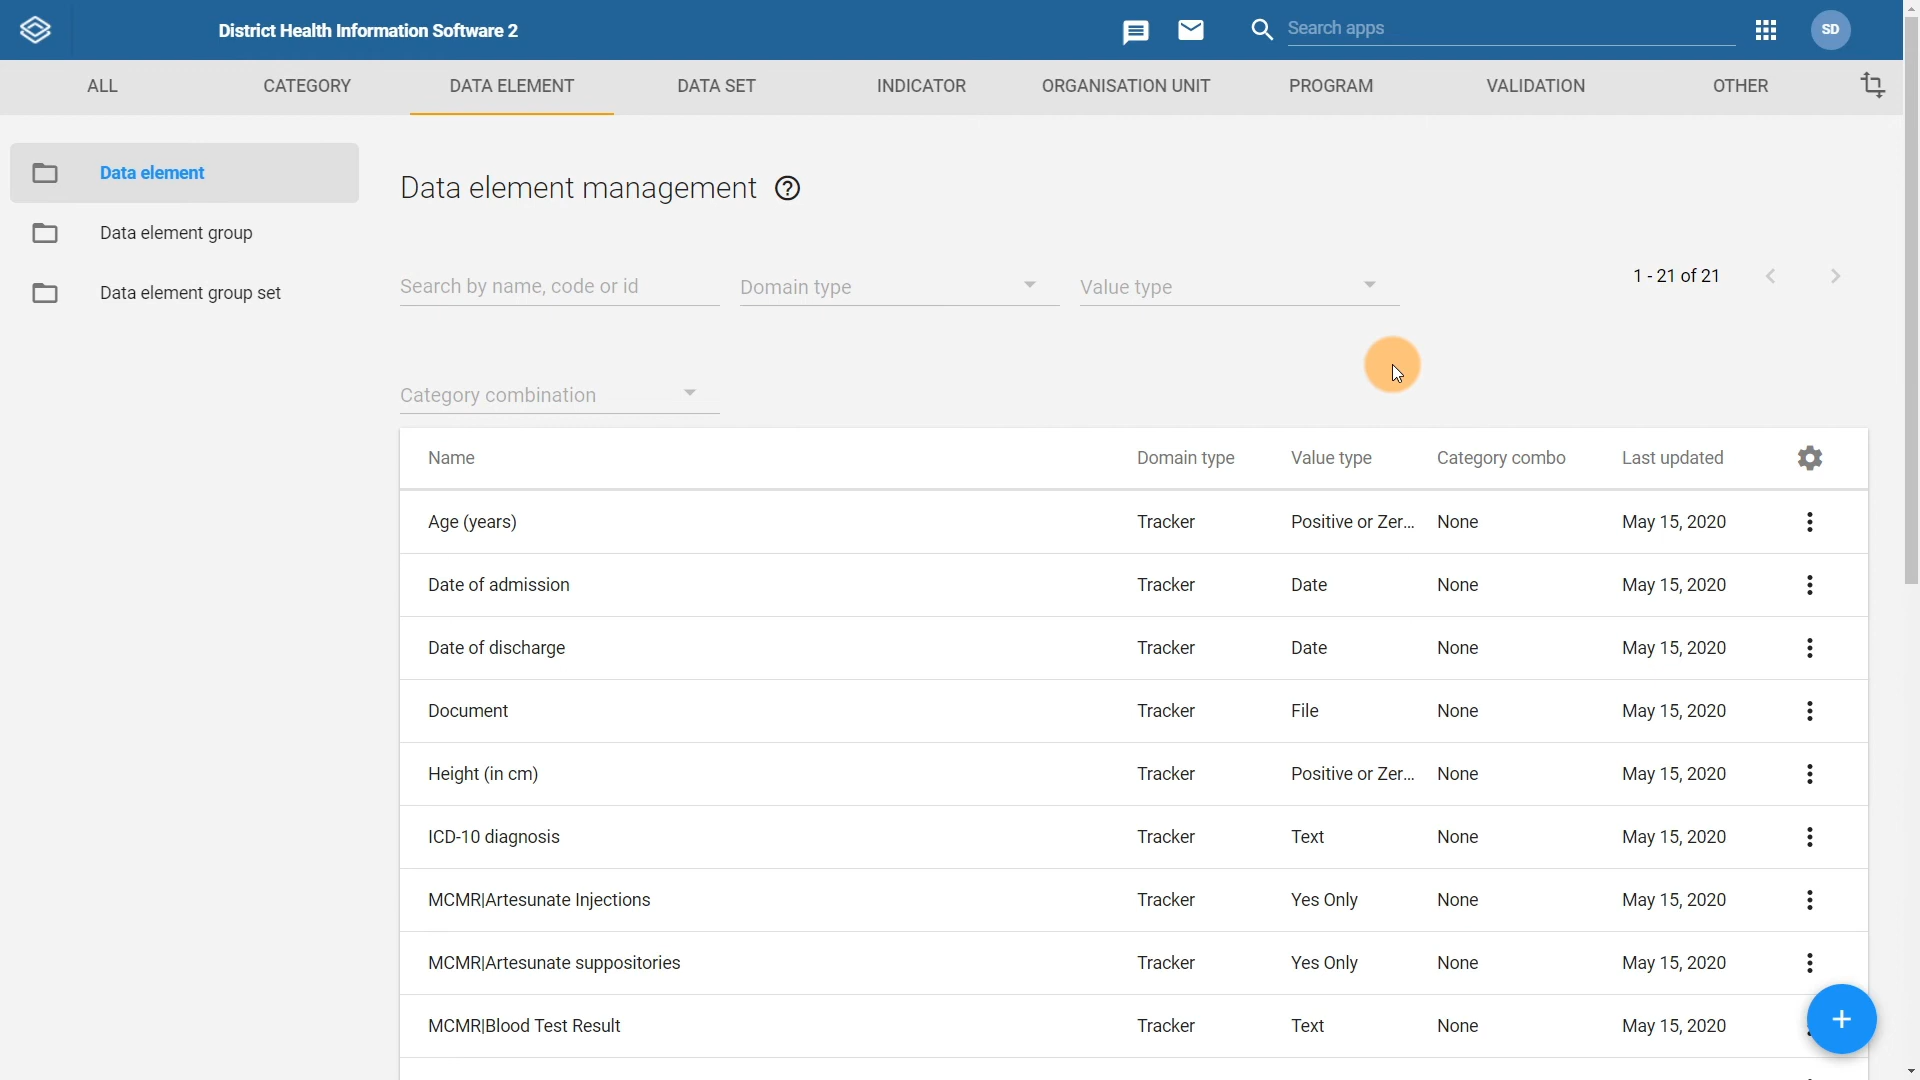 District Health Information Software 2
Search apps
SD
ALL
CATEGORY
DATA ELEMENT
DATA SET
INDICATOR
ORGANISATION UNIT
PROGRAM
VALIDATION
OTHER
Data element
Data element group
Data element group set
Data element management
Search by name, code or id
Domain type
Value type
1 - 21 of 21
Category combination
Name Domain type Value type Category combo Last updated
Age (years) Tracker Positive or Zer... None May 15, 2020
Date of admission Tracker Date None May 15, 2020
Date of discharge Tracker Date None May 15, 2020
Document Tracker File None May 15, 2020
Height (in cm) Tracker Positive or Zer... None May 15, 2020
ICD-10 diagnosis Tracker Text None May 15, 2020
MCMR|Artesunate Injections Tracker Yes Only None May 15, 2020
MCMR|Artesunate suppositories Tracker Yes Only None May 15, 2020
MCMR|Blood Test Result Tracker Text None May 15, 2020